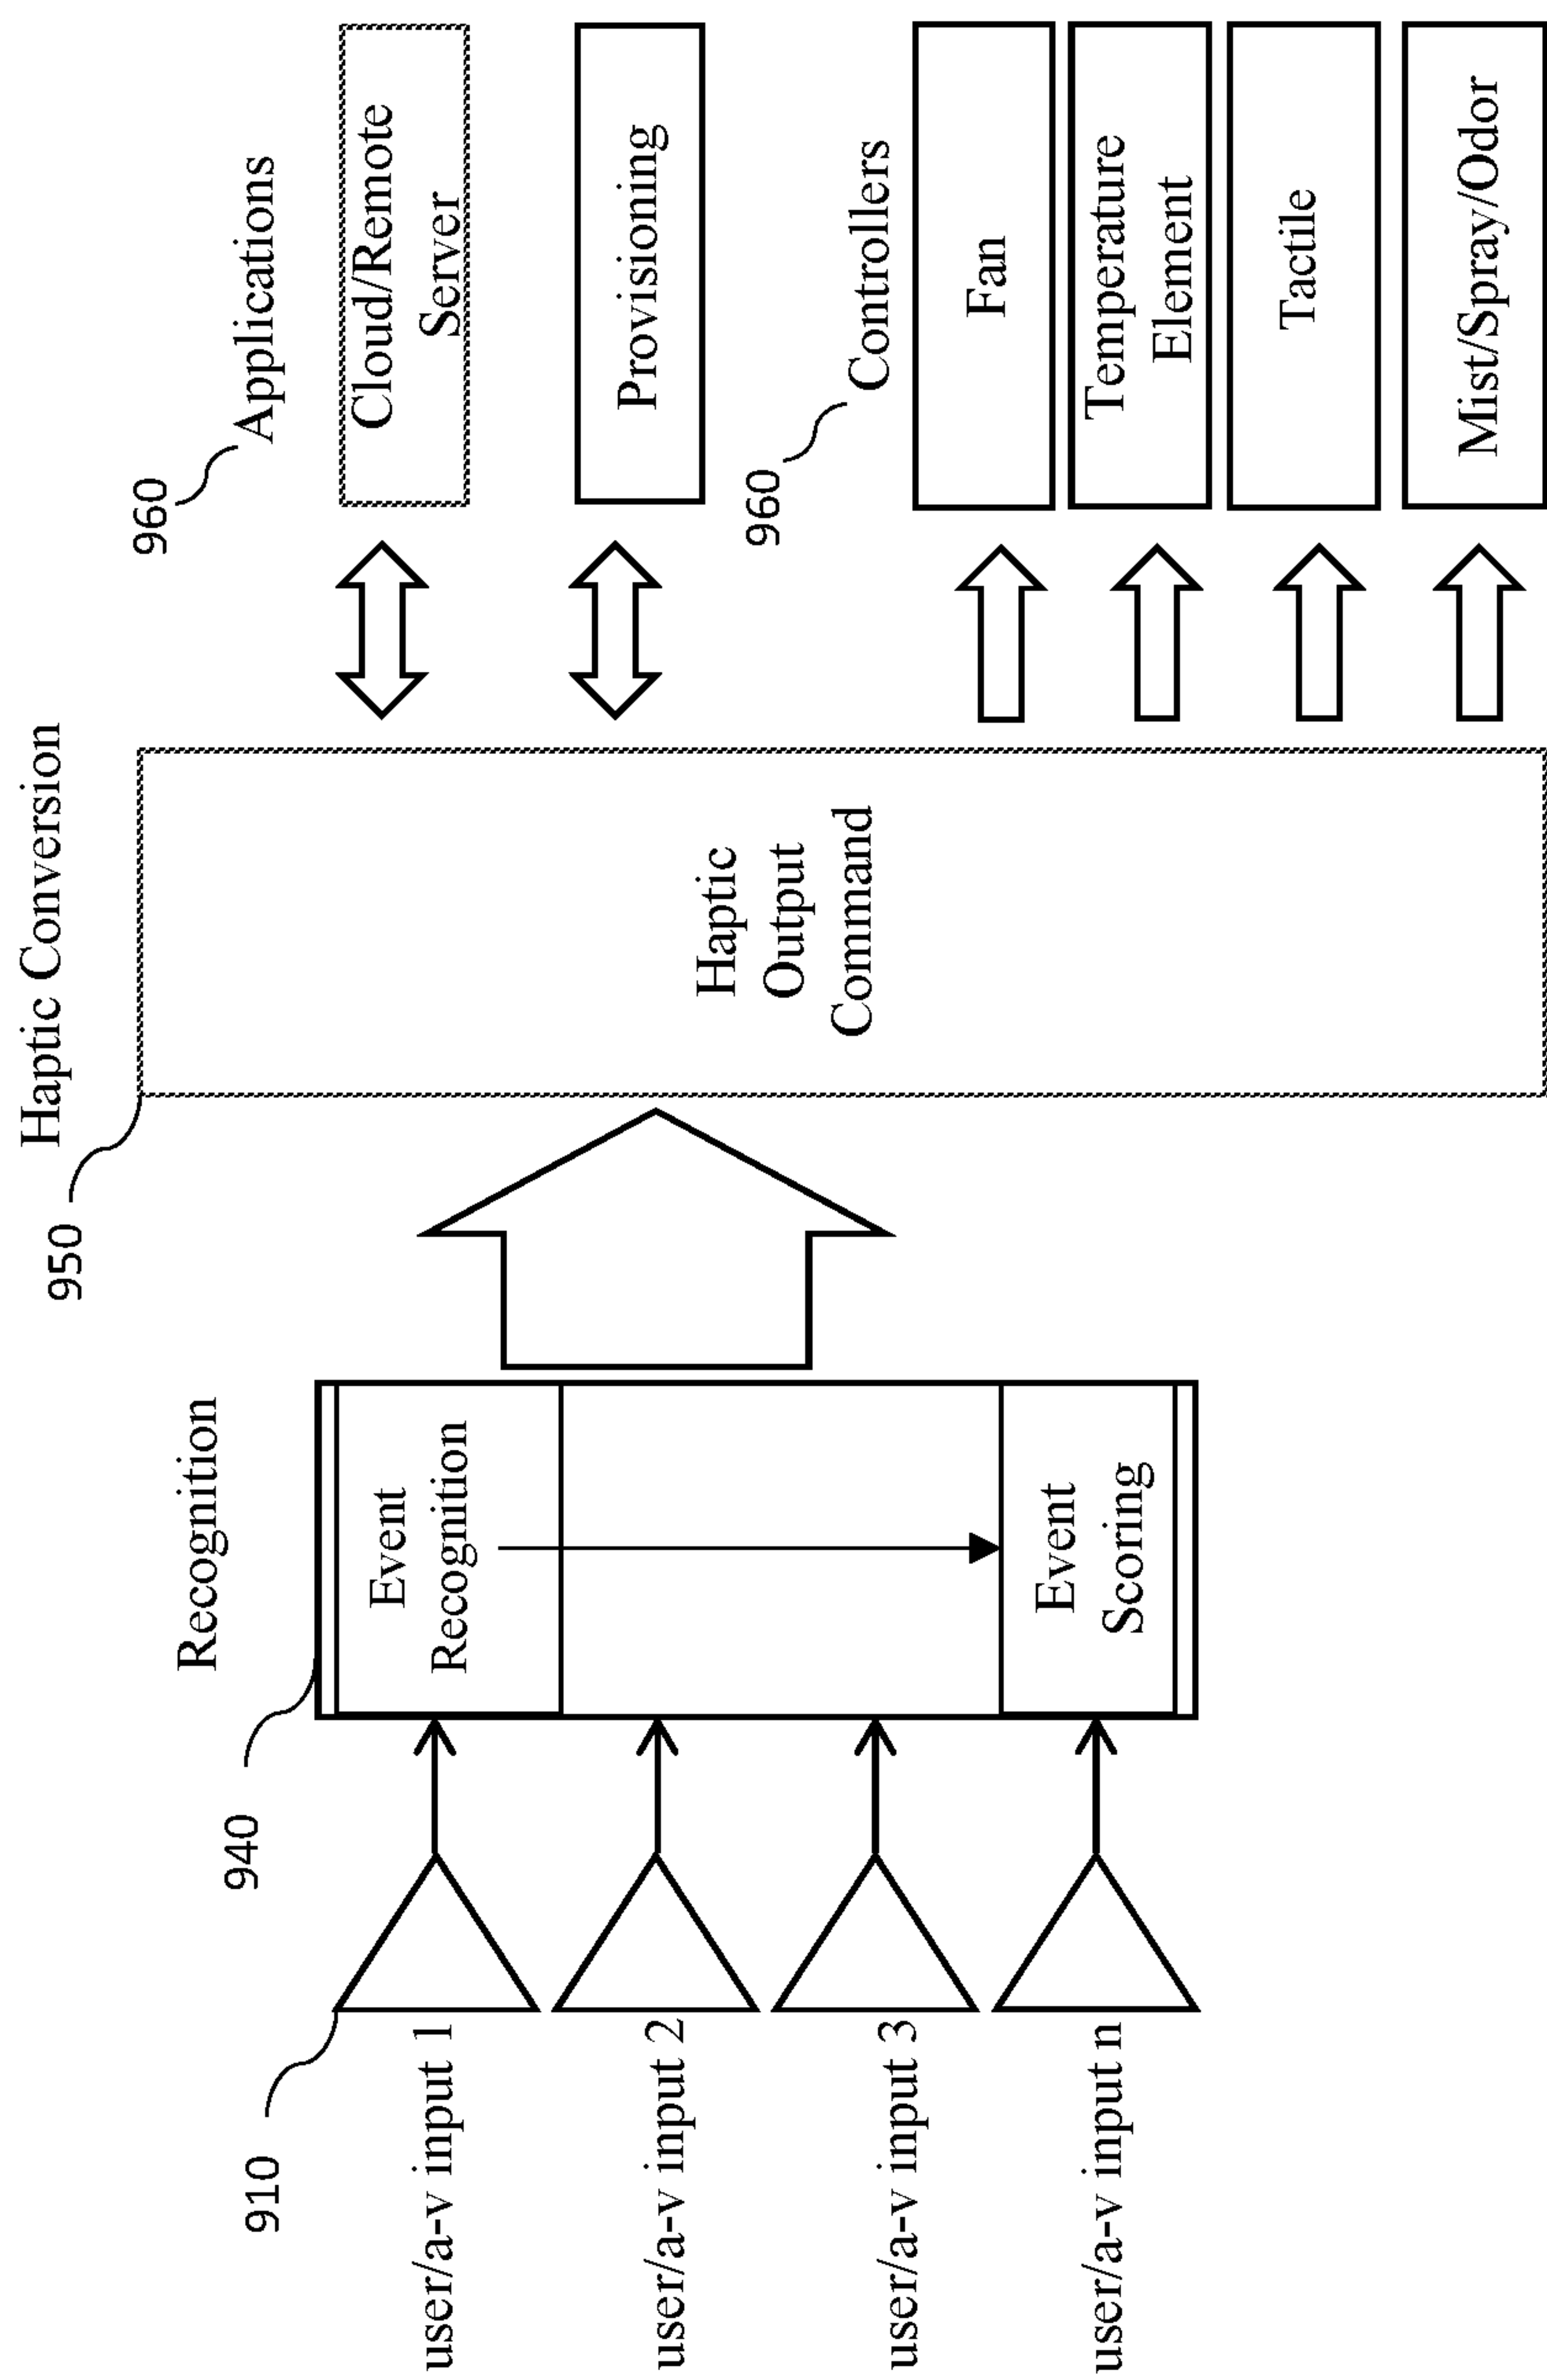 user/a-v input 1
user/a-v input 2
user/a-v input 3
user/a-v input n
910
940
Recognition
Event
Recognition
Event
Scoring
950
Haptic Conversion
Haptic
Output
Command
960
Applications
Cloud/Remote
Server
Provisioning
960
Controllers
Fan
Temperature
Element
Tactile
Mist/Spray/Odor